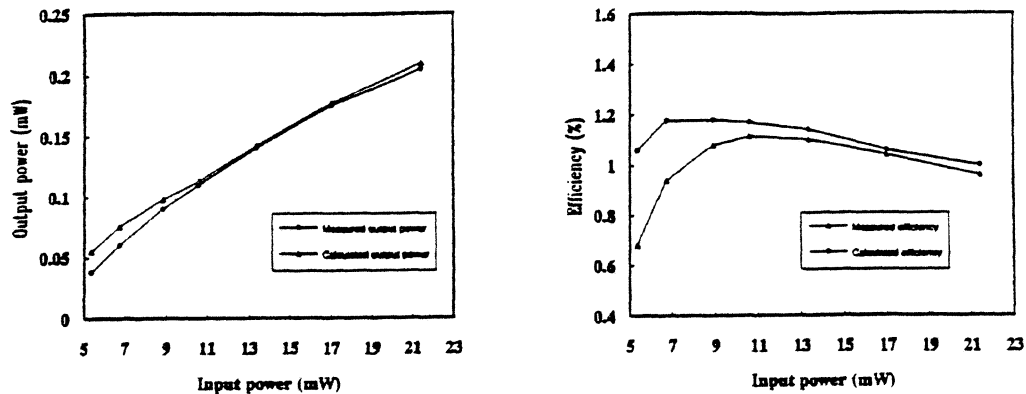 0.25
0.2
0.15
0.1
0.05
0
Output power (mW)
5 7 9 11 13 15 17 19 21 23
Input power (mW)
Measured output power
Calculated output power
1.6
1.4
1.2
1
0.8
0.6
0.4
Efficiency (%)
5 7 9 11 13 15 17 19 21 23
Input power (mW)
Measured efficiency
Calculated efficiency